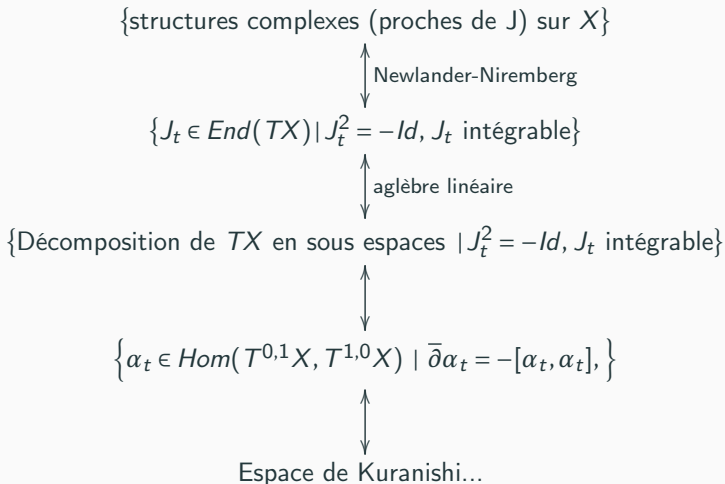 {structures complexes (proches de J) sur X}
Newlander-Niremberg
{J_t ∈ End(TX)| J_t^2 = −Id, J_t intégrable}
aglèbre linéaire
{Décomposition de TX en sous espaces | J_t^2 = −Id, J_t intégrable}
{α_t ∈ Hom(T^{0,1}X, T^{1,0}X) | ∂̄α_t = −[α_t, α_t], }
Espace de Kuranishi...